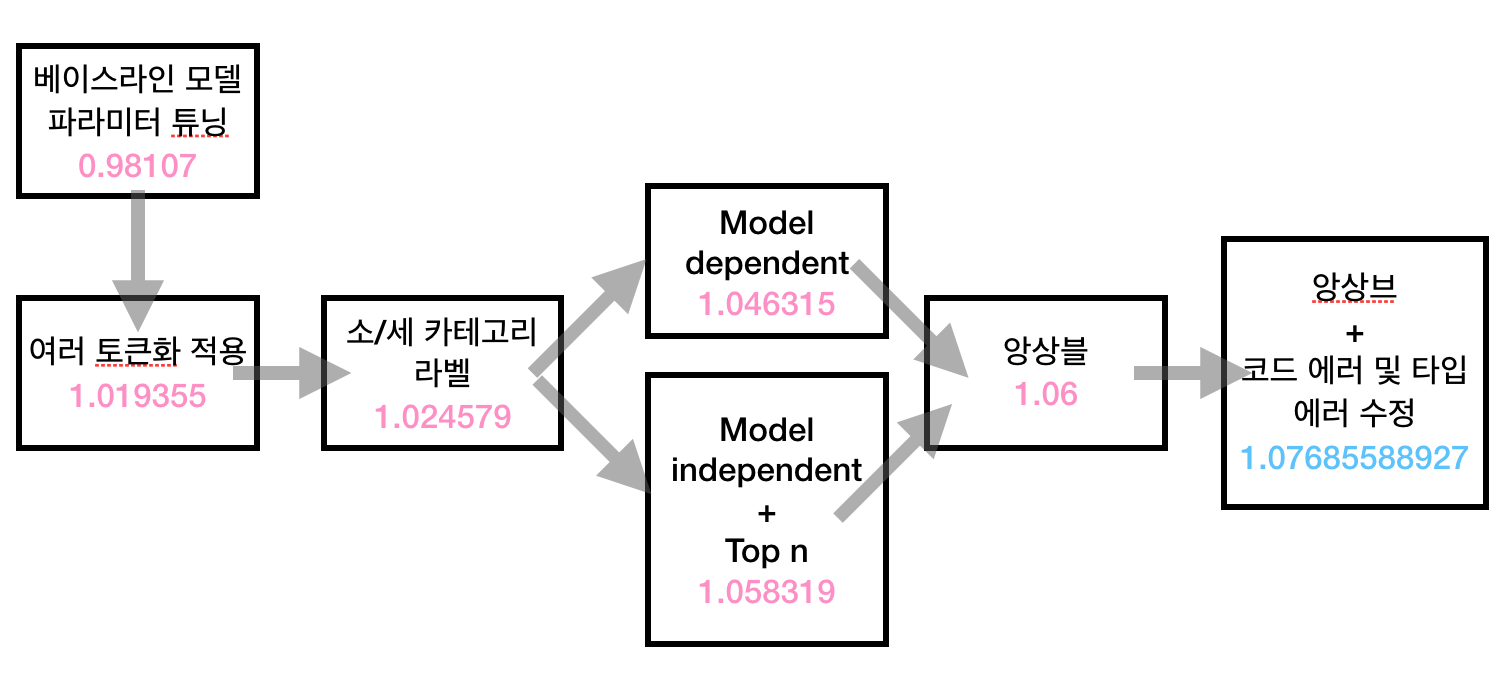 베이스라인 모델
파라미터 튜닝
0.98107
여러 토큰화 적용
1.019355
소/세 카테고리
라벨
1.024579
Model
dependent
1.046315
Model
independent
+
Top n
1.058319
앙상블
1.06
앙상브
+
코드 에러 및 타입
에러 수정
1.07685588927